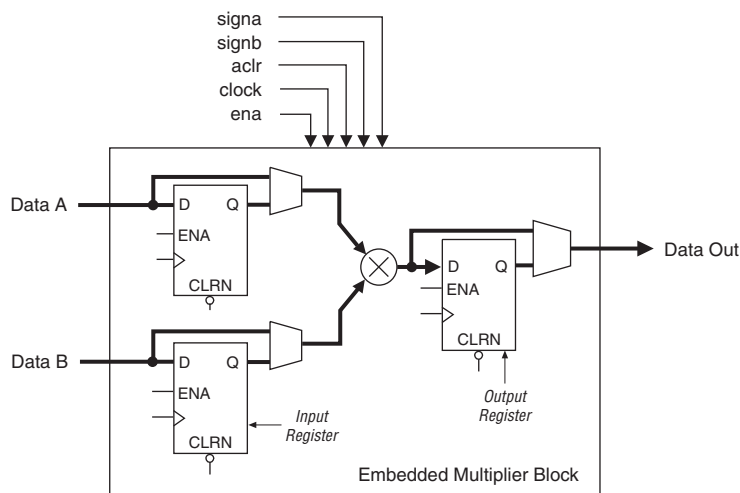 signa
signb
aclr
clock
ena
Data A
D Q
ENA
CLRN
D Q
ENA
CLRN
Data Out
Data B
D Q
ENA
CLRN
Input
Register
Output
Register
Embedded Multiplier Block